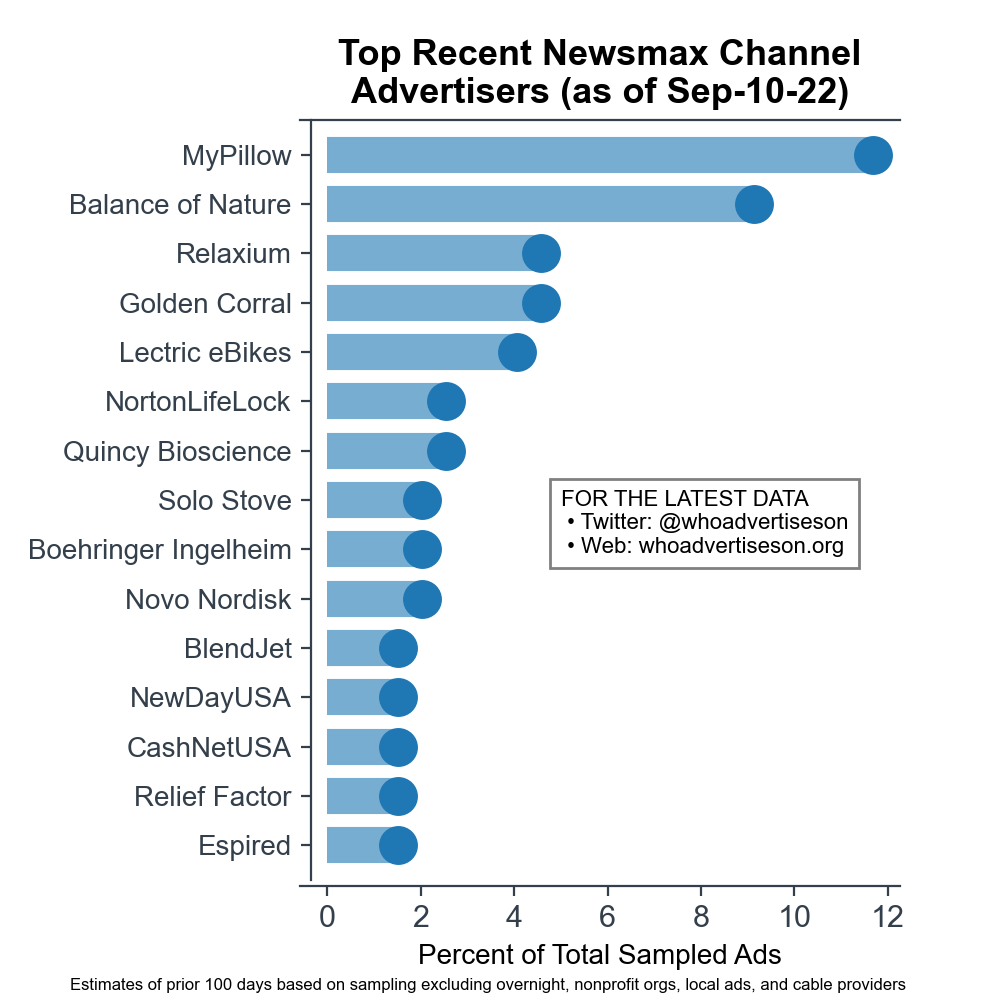 Top Recent Newsmax Channel
Advertisers (as of Sep-10-22)
MyPillow
Balance of Nature
Relaxium
Golden Corral
Lectric eBikes
NortonLifeLock
Quincy Bioscience
Solo Stove
Boehringer Ingelheim
Novo Nordisk
BlendJet
NewDayUSA
CashNetUSA
Relief Factor
Espired
FOR THE LATEST DATA
• Twitter: @whoadvertiseson
• Web: whoadvertiseson.org
0 2 4 6 8 10 12
Percent of Total Sampled Ads
Estimates of prior 100 days based on sampling excluding overnight, nonprofit orgs, local ads, and cable providers